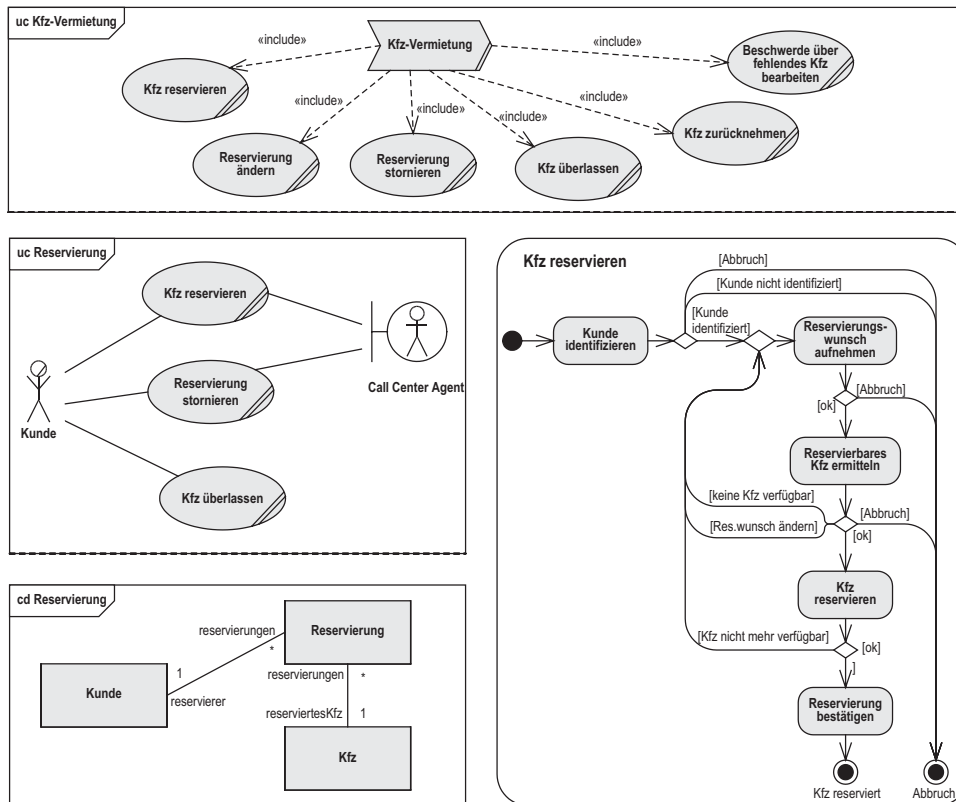 uc Kfz-Vermietung
«include»
Kfz-Vermietung
«include»
Beschwerde über
fehlendes Kfz
bearbeiten
Kfz reservieren
«include»
«include»
«include»
«include»
Kfz zurücknehmen
Reservierung
ändern
Reservierung
stornieren
Kfz überlassen
uc Reservierung
Kfz reservieren
Reservierung
stornieren
Call Center Agent
Kunde
Kfz überlassen
cd Reservierung
reservierungen
*
Reservierung
1
Kunde
reservierer
reservierungen
*
reserviertesKfz
1
Kfz
Kfz reservieren
[Abbruch]
[Kunde nicht identifiziert]
[Kunde
identifiziert]
Kunde
identifizieren
Reservierungs-
wunsch
aufnehmen
[Abbruch]
[ok]
Reservierbares
Kfz ermitteln
[keine Kfz verfügbar]
[Abbruch]
[Res.wunsch ändern]
[ok]
Kfz
reservieren
[Kfz nicht mehr verfügbar]
[ok]
]
Reservierung
bestätigen
Kfz reserviert
Abbruch